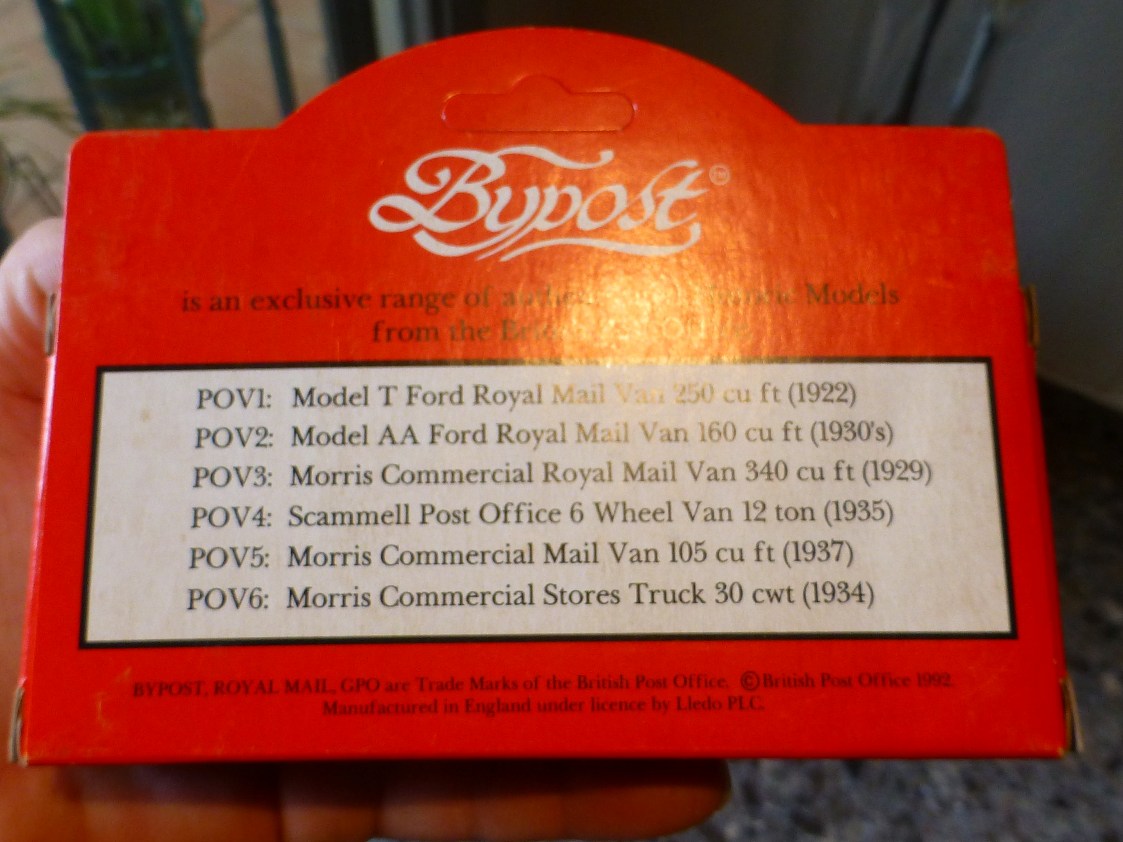 Bypost TM
is an exclusive range of Models
from the
POV1: Model T Ford Royal Mail Van 250 cu ft (1922)
POV2: Model AA Ford Royal Mail Van 160 cu ft (1930's)
POV3: Morris Commercial Royal Mail Van 340 cu ft (1929)
POV4: Scammell Post Office 6 Wheel Van 12 ton (1935)
POV5: Morris Commercial Mail Van 105 cu ft (1937)
POV6: Morris Commercial Stores Truck 30 cwt (1934)
BYPOST, ROYAL MAIL, GPO are Trade Marks of the British Post Office. ©British Post Office 1992.
Manufactured in England under licence by Lledo PLC.